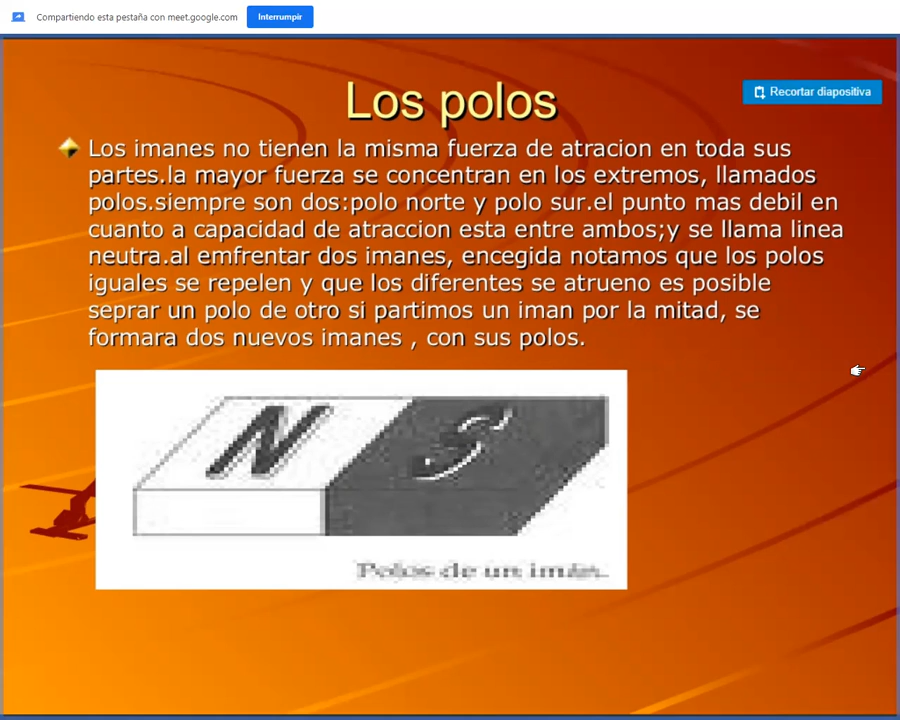 Compartiendo esta pestaña con meet.google.com
Interrumpir
Los polos
Recortar diapositiva
Los imanes no tienen la misma fuerza de atracion en toda sus
partes.la mayor fuerza se concentran en los extremos, llamados
polos.siempre son dos:polo norte y polo sur.el punto mas debil en
cuanto a capacidad de atraccion esta entre ambos;y se llama linea
neutra.al emfrentar dos imanes, encegida notamos que los polos
iguales se repelen y que los diferentes se atrueno es posible
seprar un polo de otro si partimos un iman por la mitad, se
formara dos nuevos imanes , con sus polos.
N S
Polos de un imán.